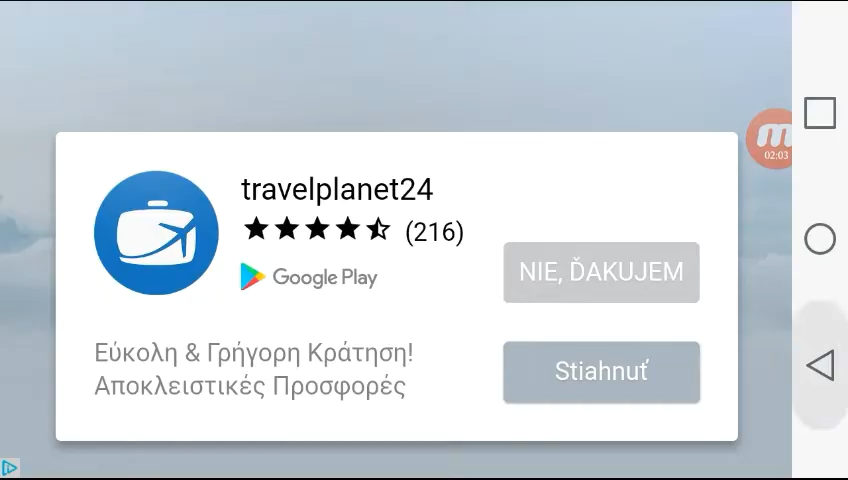 travelplanet24
(216)
Google Play
NIE, ĎAKUJEM
Εύκολη & Γρήγορη Κράτηση!
Αποκλειστικές Προσφορές
Stiahnuť
02:03